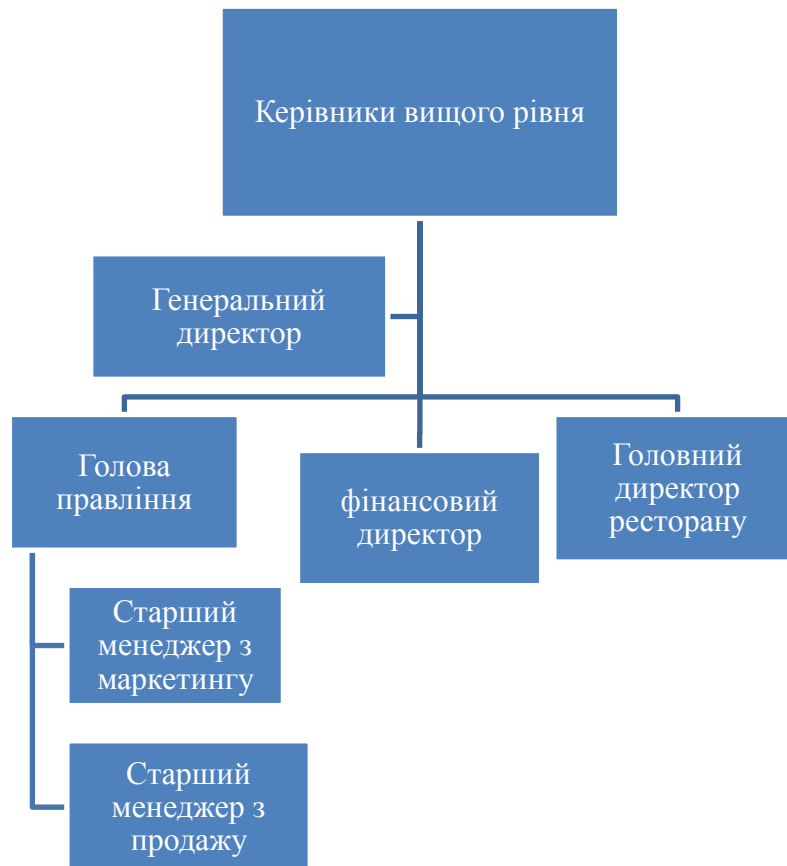 Керівники вищого рівня
Генеральний
директор
Голова
правління
фінансовий
директор
Головний
директор
ресторану
Старший
менеджер з
маркетингу
Старший
менеджер з
продажу